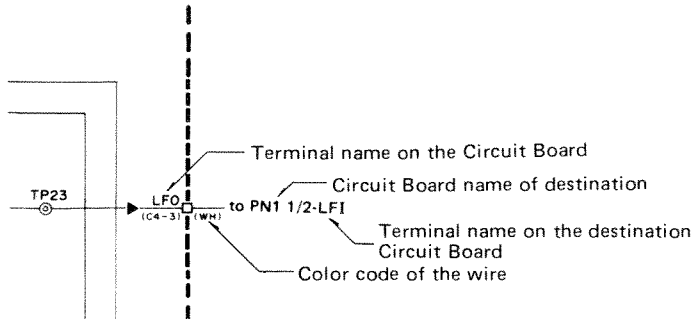 Terminal name on the Circuit Board
Circuit Board name of destination
TP23
LFO
(C4-3)
(WH)
to PN1 1/2-LFI
Terminal name on the destination
Circuit Board
Color code of the wire